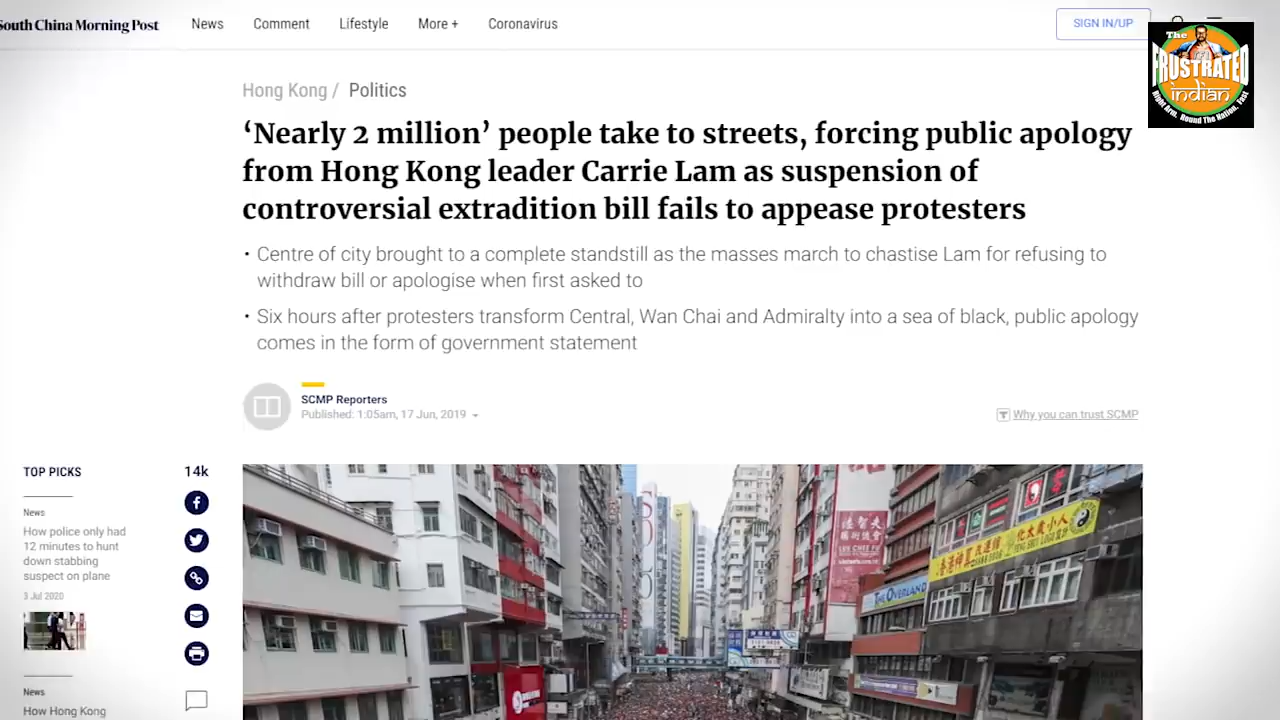 South China Morning Post
News
Comment
Lifestyle
More +
Coronavirus
SIGN IN/UP
The
FRUSTRATED
indian
Right Arm. Round The Nation. Fast
Hong Kong / Politics
‘Nearly 2 million’ people take to streets, forcing public apology
from Hong Kong leader Carrie Lam as suspension of
controversial extradition bill fails to appease protesters
• Centre of city brought to a complete standstill as the masses march to chastise Lam for refusing to
withdraw bill or apologise when first asked to
• Six hours after protesters transform Central, Wan Chai and Admiralty into a sea of black, public apology
comes in the form of government statement
SCMP Reporters
Published: 1:05am, 17 Jun, 2019
Why you can trust SCMP
TOP PICKS
14k
News
How police only had
12 minutes to hunt
down stabbing
suspect on plane
3 Jul 2020
News
How Hong Kong
THE OVERLAND